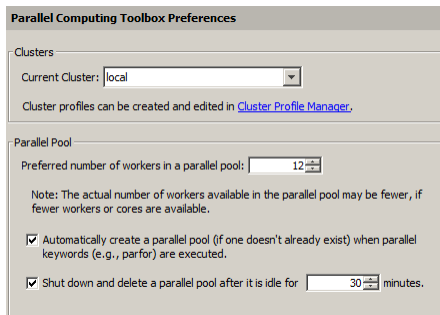 Parallel Computing Toolbox Preferences
Clusters
Current Cluster: local
Cluster profiles can be created and edited in Cluster Profile Manager.
Parallel Pool
Preferred number of workers in a parallel pool: 12
Note: The actual number of workers available in the parallel pool may be fewer, if
fewer workers or cores are available.
Automatically create a parallel pool (if one doesn't already exist) when parallel
keywords (e.g., parfor) are executed.
Shut down and delete a parallel pool after it is idle for 30 minutes.